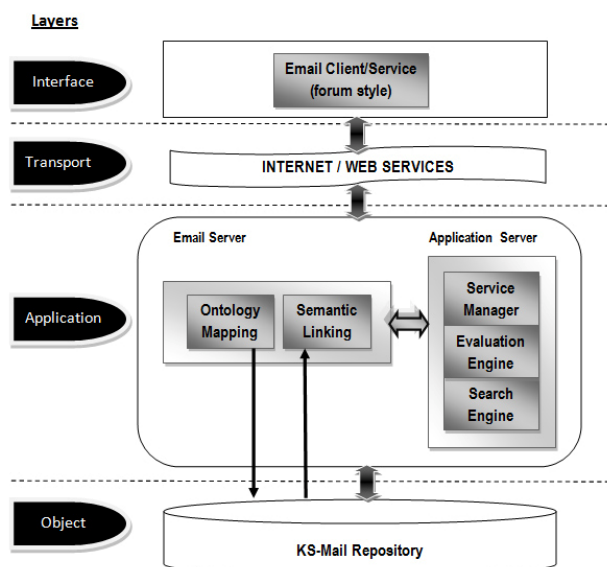 Layers
Interface
Email Client/Service
(forum style)
Transport
INTERNET / WEB SERVICES
Email Server
Application Server
Application
Ontology
Mapping
Semantic
Linking
Service
Manager
Evaluation
Engine
Search
Engine
Object
KS-Mail Repository